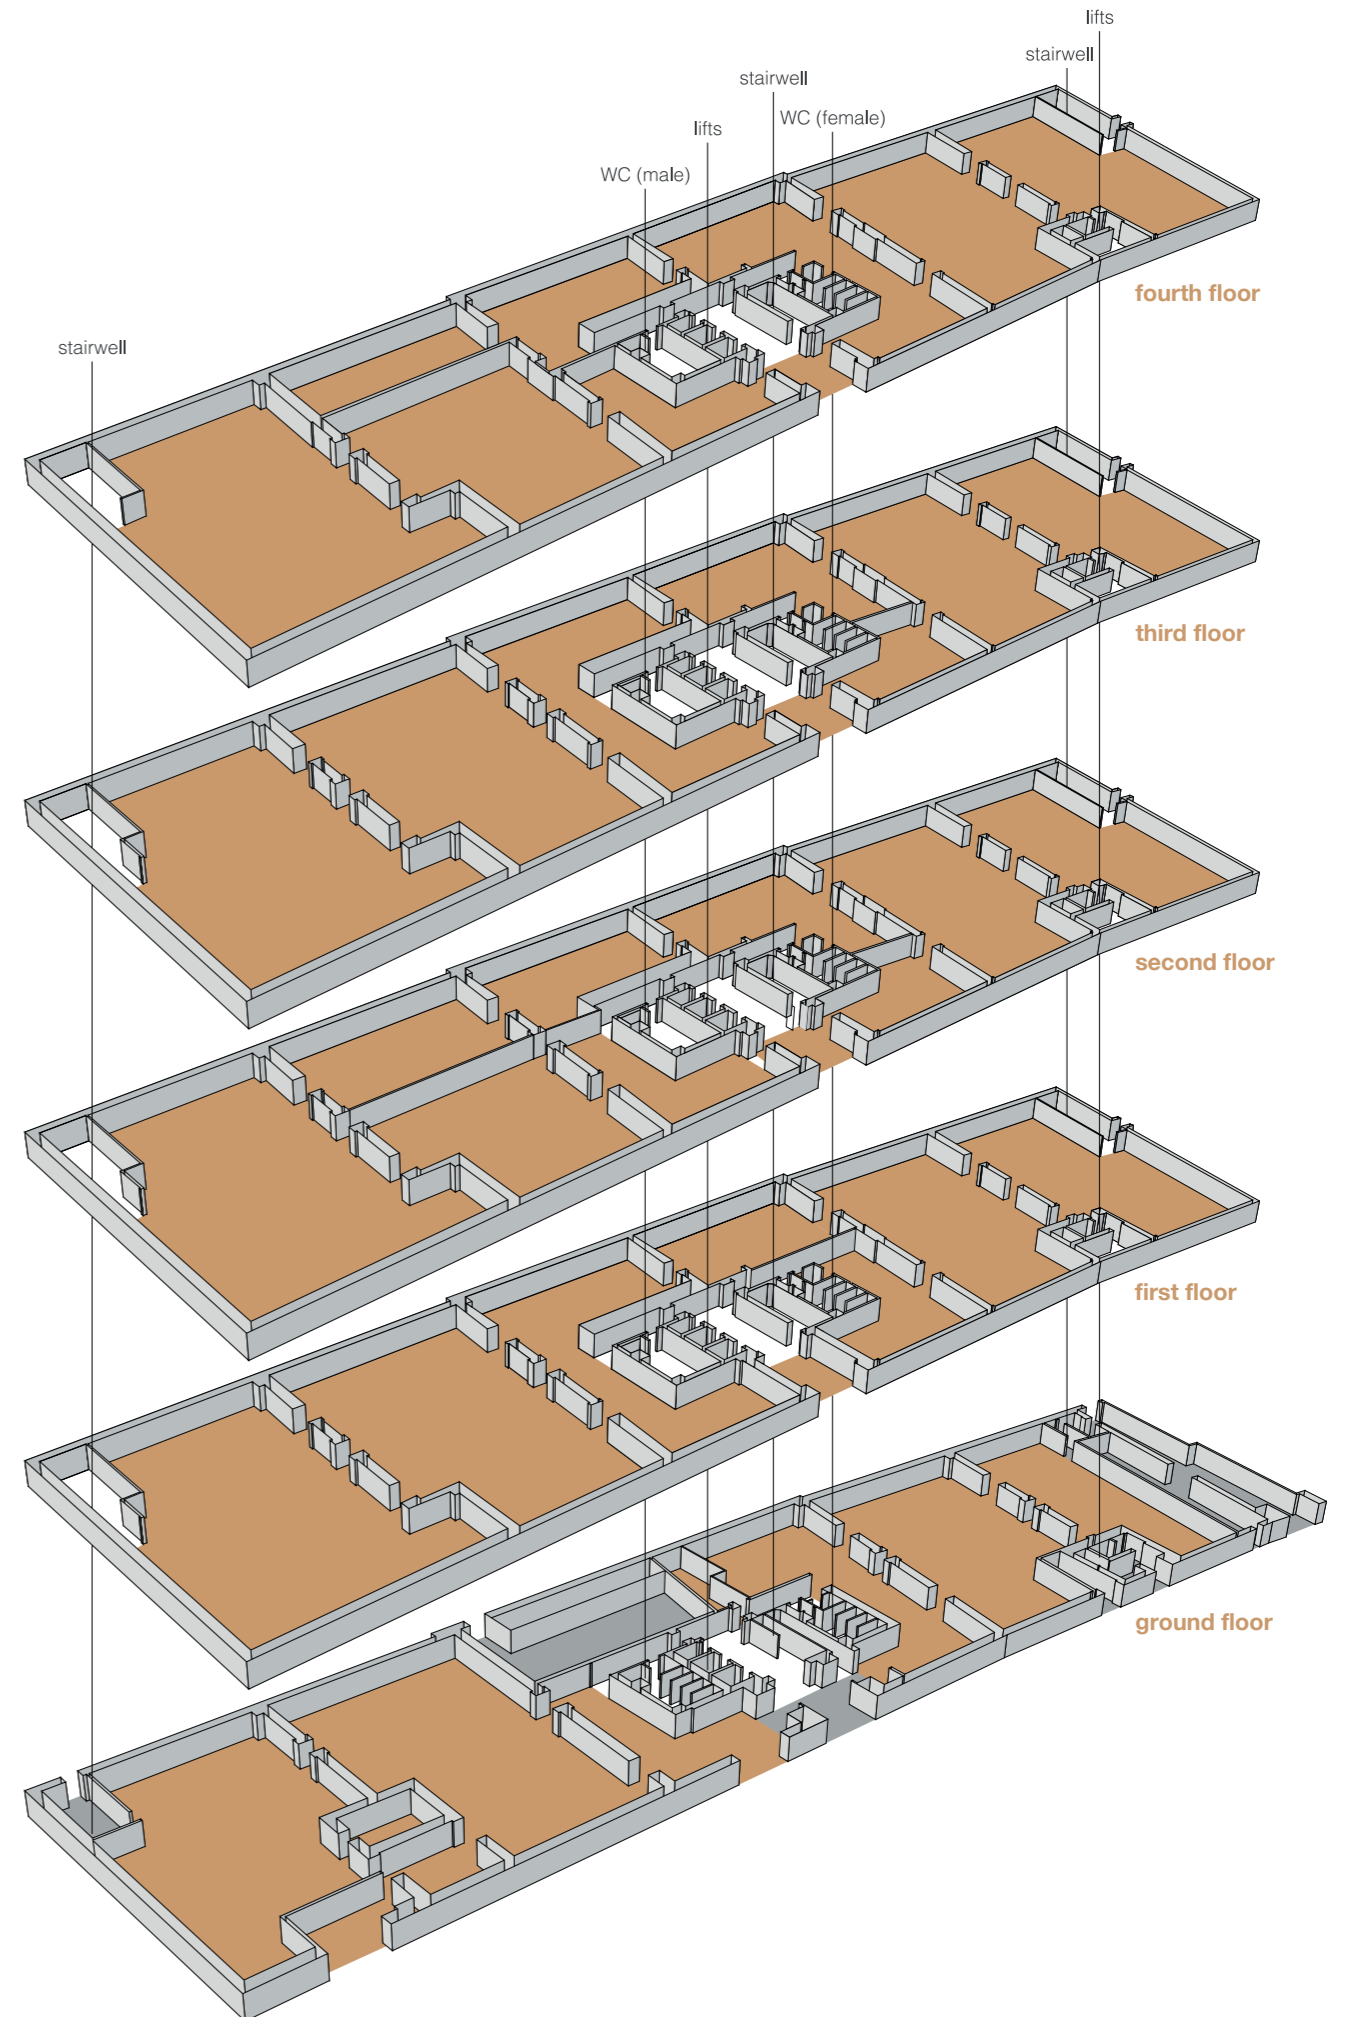 lifts
stairwell
stairwell
WC (female)
lifts
WC (male)
fourth floor
stairwell
third floor
second floor
first floor
ground floor